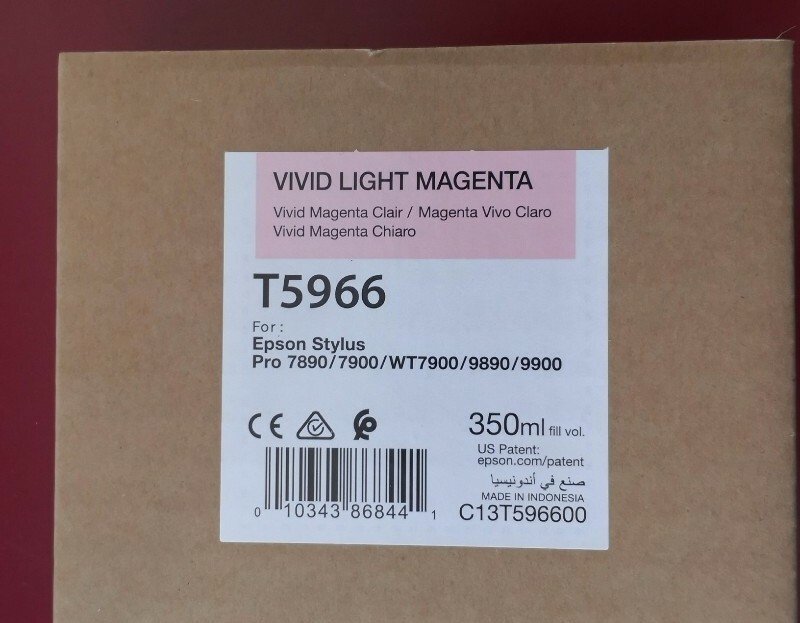 VIVID LIGHT MAGENTA
Vivid Magenta Clair / Magenta Vivo Claro
Vivid Magenta Chiaro
T5966
For :
Epson Stylus
Pro 7890/7900/WT7900/9890/9900
CE
350ml fill vol.
US Patent:
epson.com/patent
صنع في أندونيسيا
MADE IN INDONESIA
C13T596600
0 10343 86844 1